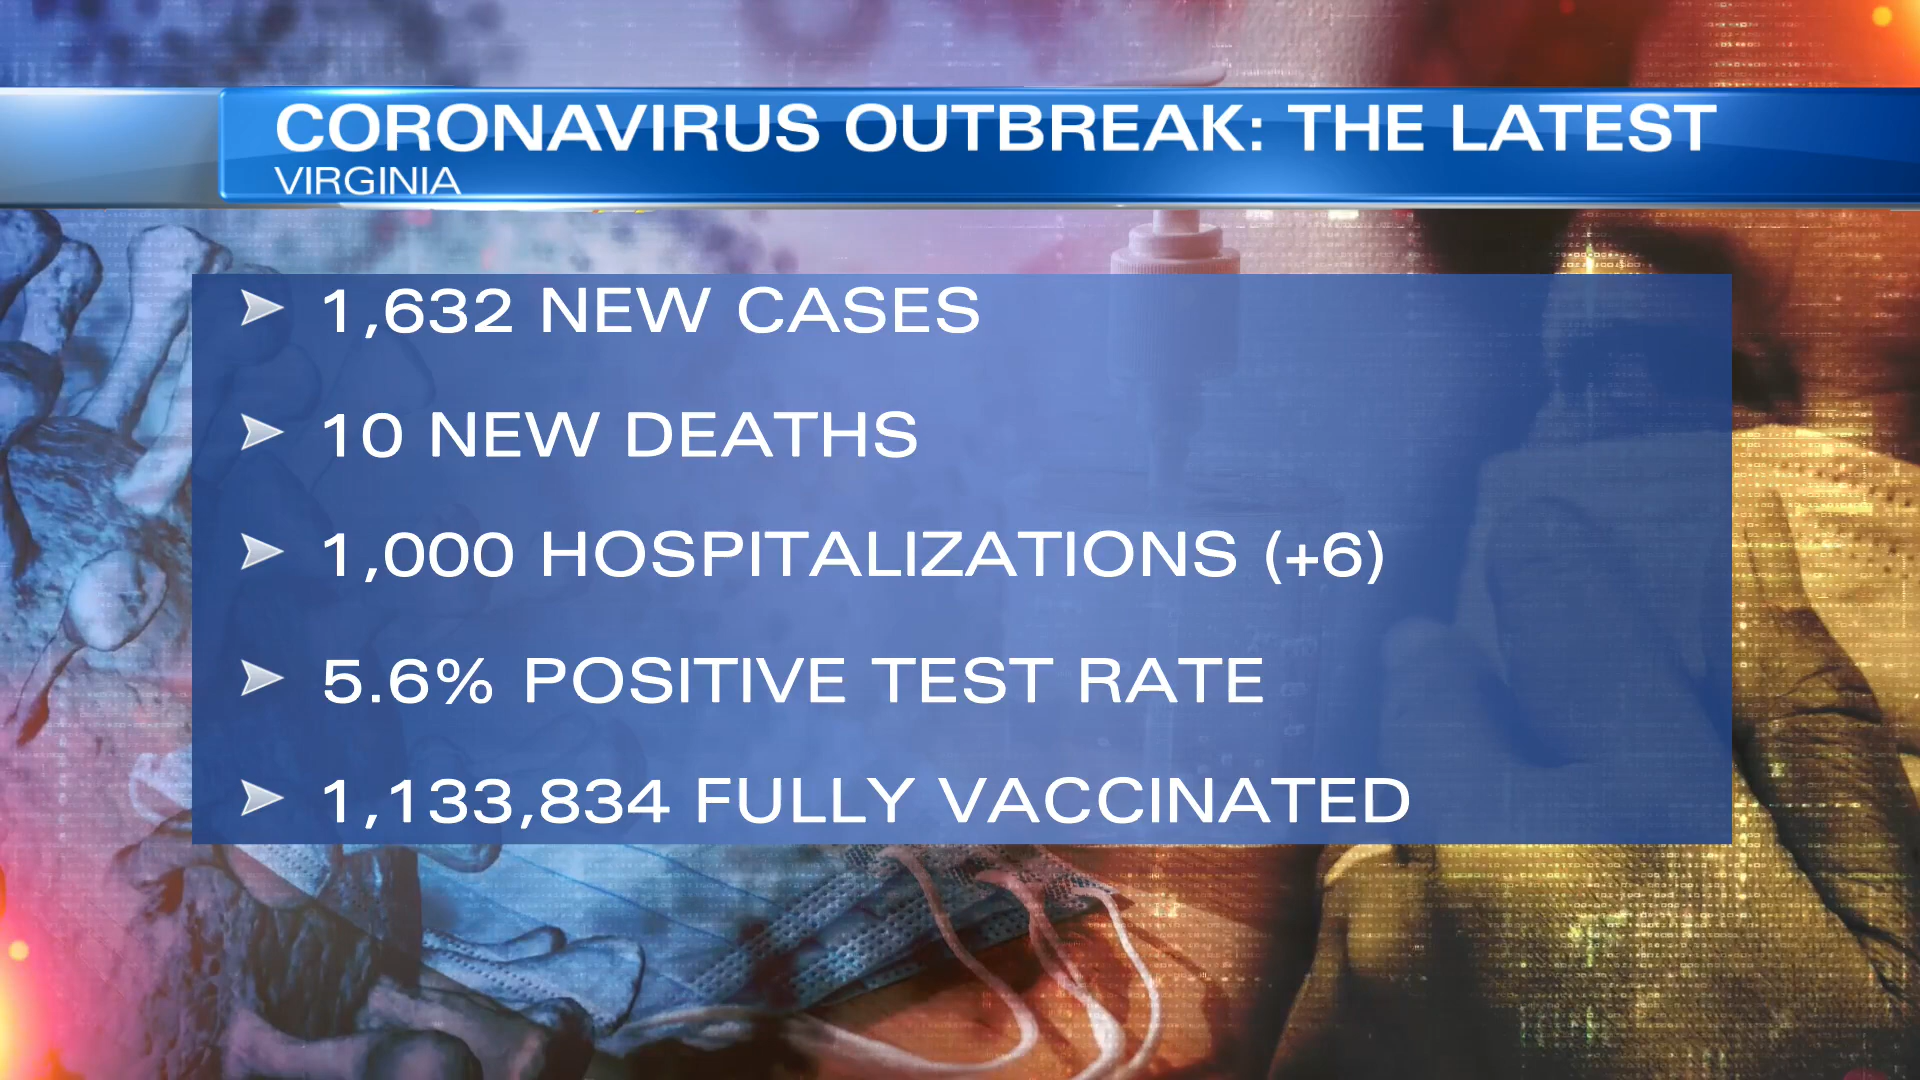 CORONAVIRUS OUTBREAK: THE LATEST
VIRGINIA
1,632 NEW CASES
10 NEW DEATHS
1,000 HOSPITALIZATIONS (+6)
5.6% POSITIVE TEST RATE
1,133,834 FULLY VACCINATED